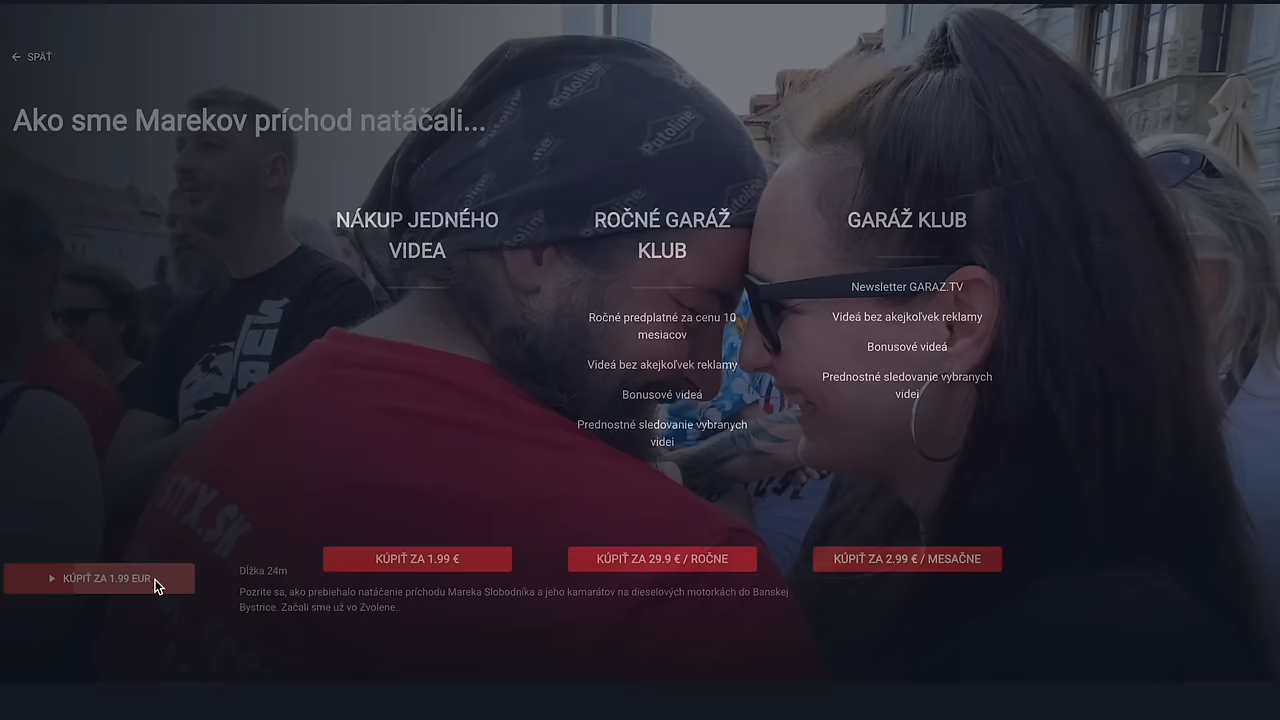 SPÄŤ
Ako sme Marekov príchod natáčali...
NÁKUP JEDNÉHO
VIDEA
KÚPIŤ ZA 1.99 €
ROČNÉ GARÁŽ
KLUB
Ročné predplatné za cenu 10
mesiacov
Videá bez akejkoľvek reklamy
Bonusové videá
Prednostné sledovanie vybranych
videi
KÚPIŤ ZA 29.9 € / ROČNE
GARÁŽ KLUB
Newsletter GARAZ.TV
Videá bez akejkoľvek reklamy
Bonusové videá
Prednostné sledovanie vybranych
videi
KÚPIŤ ZA 2.99 € / MESAČNE
KÚPIŤ ZA 1.99 EUR
Dĺžka 24m
Pozrite sa, ako prebiehalo natáčanie príchodu Mareka Slobodníka a jeho kamarátov na dieselových motorkách do Banskej
Bystrice. Začali sme už vo Zvolene..
Putoline
Putoline